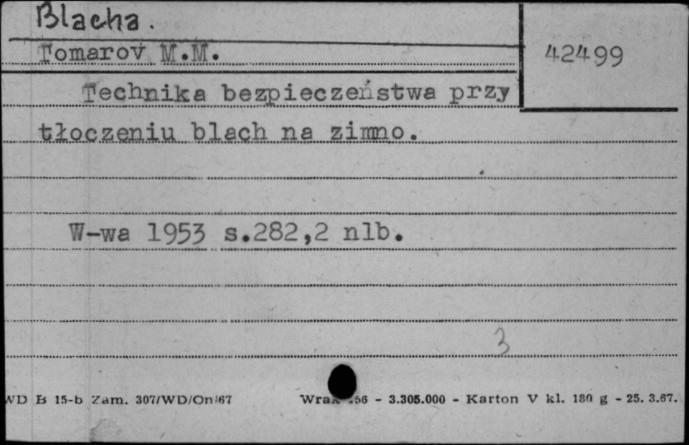 Blacha.
Tomarov M.M.
42499
Technika bezpieczeństwa przy
tłoczeniu blach na zimno.
W-wa 1953 s.282,2 nlb.
3
WD B 15-b Zam. 307/WD/On/67
56 - 3.305.000 - Karton V kl. 180 g - 25. 3.67.